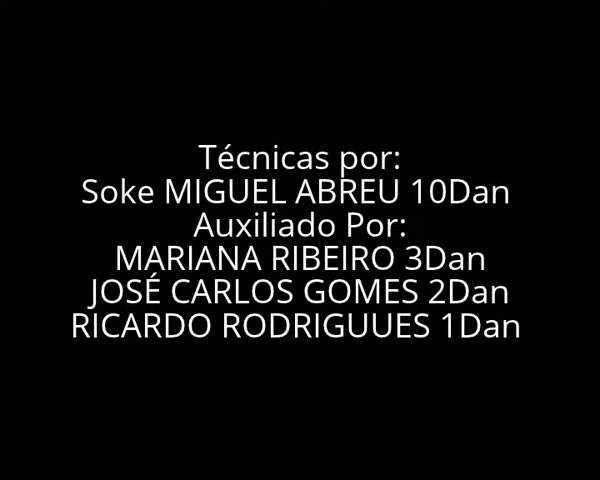 Técnicas por:
Soke MIGUEL ABREU 10Dan
Auxiliado Por:
MARIANA RIBEIRO 3Dan
JOSÉ CARLOS GOMES 2Dan
RICARDO RODRIGUUES 1Dan